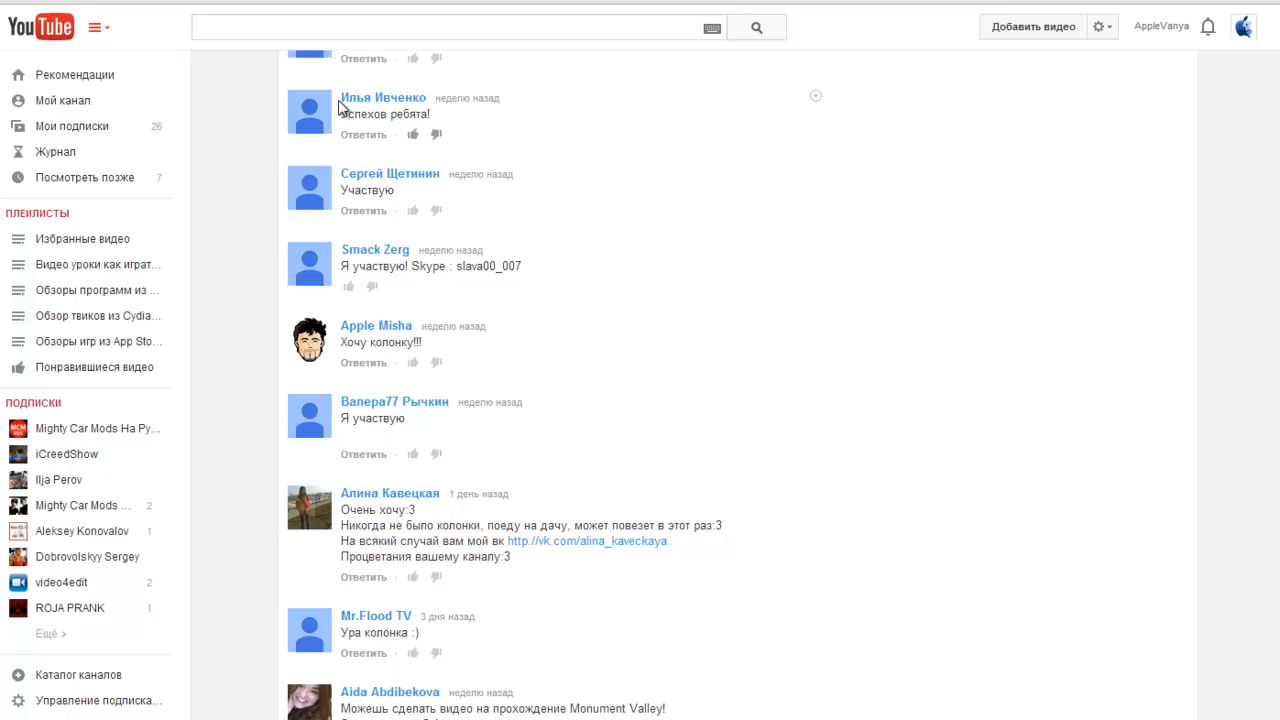 YouTube
Добавить видео
AppleVanya
Рекомендации
Мой канал
Мои подписки 26
Журнал
Посмотреть позже 7
ПЛЕЙЛИСТЫ
Избранные видео
Видео уроки как играт...
Обзоры программ из ...
Обзор твиков из Cydia...
Обзоры игр из App Sto...
Понравившиеся видео
ПОДПИСКИ
Mighty Car Mods На Ру...
iCreedShow
Ilja Perov
Mighty Car Mods ... 2
Aleksey Konovalov 1
Dobrovolskyy Sergey
video4edit 2
ROJA PRANK 1
Ещё ›
Каталог каналов
Управление подписка...
Ответить
Илья Ивченко неделю назад
Успехов ребята!
Ответить
Сергей Щетинин неделю назад
Участвую
Ответить
Smack Zerg неделю назад
Я участвую! Skype : slava00_007
Apple Misha неделю назад
Хочу колонку!!!
Ответить
Валера77 Рычкин неделю назад
Я участвую
Ответить
Алина Кавецкая 1 день назад
Очень хочу:3
Никогда не было колонки, поеду на дачу, может повезет в этот раз:3
На всякий случай вам мой вк http://vk.com/alina_kaveckaya
Процветания вашему каналу:3
Ответить
Mr.Flood TV 3 дня назад
Ура колонка :)
Ответить
Aida Abdibekova неделю назад
Можешь сделать видео на прохождение Monument Valley!